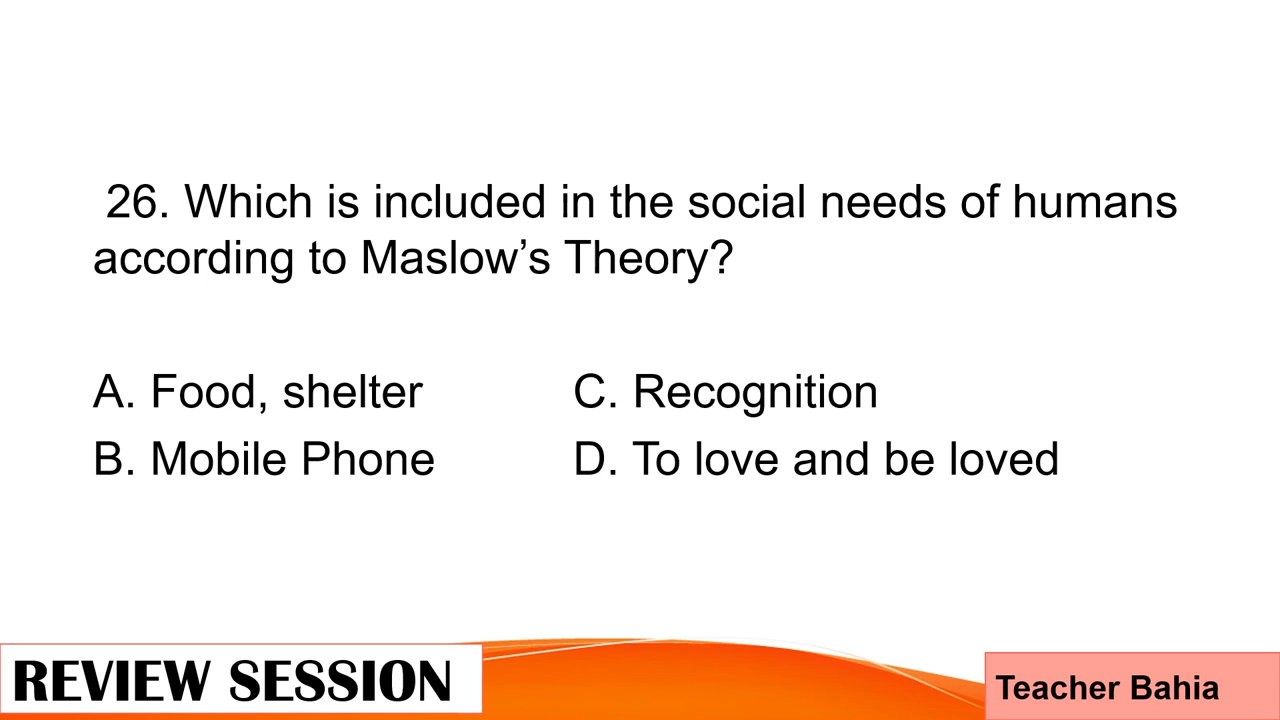 26. Which is included in the social needs of humans
according to Maslow’s Theory?
A. Food, shelter
B. Mobile Phone
C. Recognition
D. To love and be loved
REVIEW SESSION
Teacher Bahia